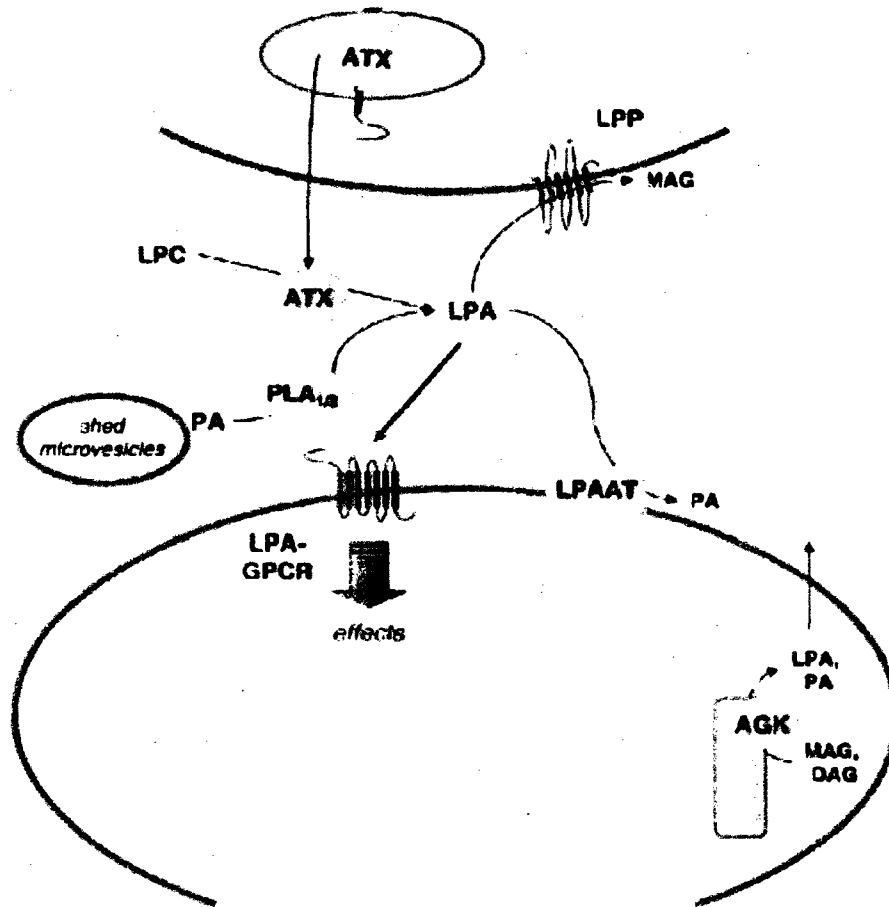 ATX
LPP
MAG
LPC
ATX
LPA
PLA
PA
shed
microvesicles
LPAAT
PA
LPA-
GPCR
effects
LPA,
PA
AGK
MAG,
DAG